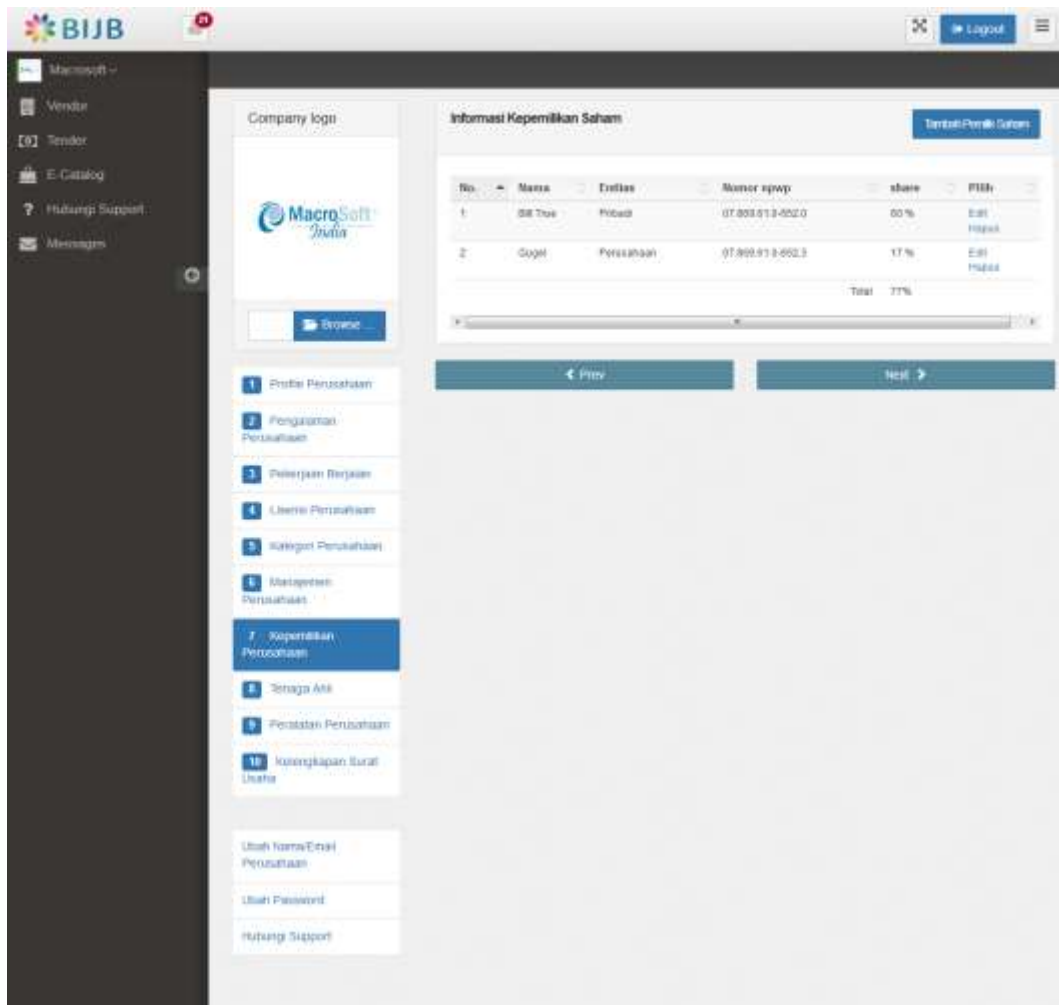 BIJB
21
Logout
Macrosoft
Vendor
Tender
E-Catalog
? Hubungi Support
Messages
Company logo
MacroSoft
India
Browse ...
Informasi Kepemilikan Saham
Tambah Pemilik Saham
No. Nama Entitas Nomor npwp share Pilih
1 Bill True Pribadi 60 % Edit
Hapus
2 Gugel Perusahaan 17 % Edit
Hapus
Total 77%
Prev
Next
1 Profile Perusahaan
2 Pengalaman
Perusahaan
3 Pekerjaan Berjalan
4 Lisensi Perusahaan
5 Kategori Perusahaan
6 Manajemen
Perusahaan
7 Kepemilikan
Perusahaan
8 Tenaga Ahli
9 Peralatan Perusahaan
10 Kelengkapan Surat
Usaha
Ubah Nama/Email
Perusahaan
Ubah Password
Hubungi Support